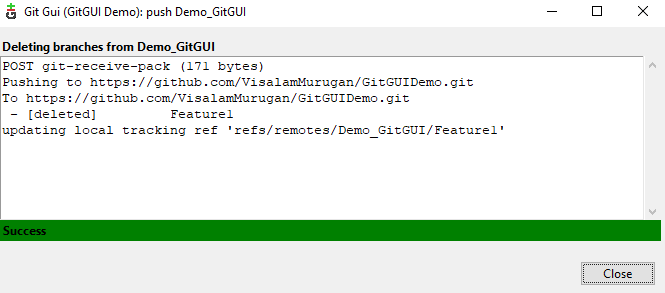 Git Gui (GitGUI Demo): push Demo_GitGUI
Deleting branches from Demo_GitGUI
POST git-receive-pack (171 bytes)
Pushing to https://github.com/VisalamMurugan/GitGUIDemo.git
To https://github.com/VisalamMurugan/GitGUIDemo.git
 - [deleted]         Feature1
updating local tracking ref 'refs/remotes/Demo_GitGUI/Feature1'
Success
Close